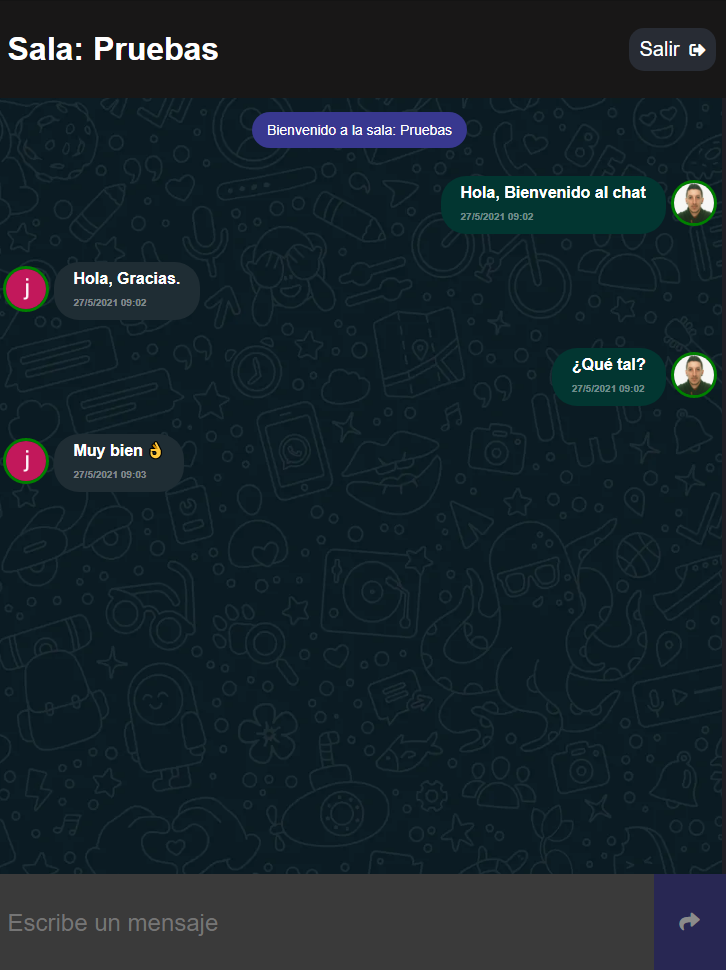 Sala: Pruebas
Salir
Bienvenido a la sala: Pruebas
Hola, Bienvenido al chat
27/5/2021 09:02
j
Hola, Gracias.
27/5/2021 09:02
¿Qué tal?
27/5/2021 09:02
j
Muy bien 👌
27/5/2021 09:03
Escribe un mensaje